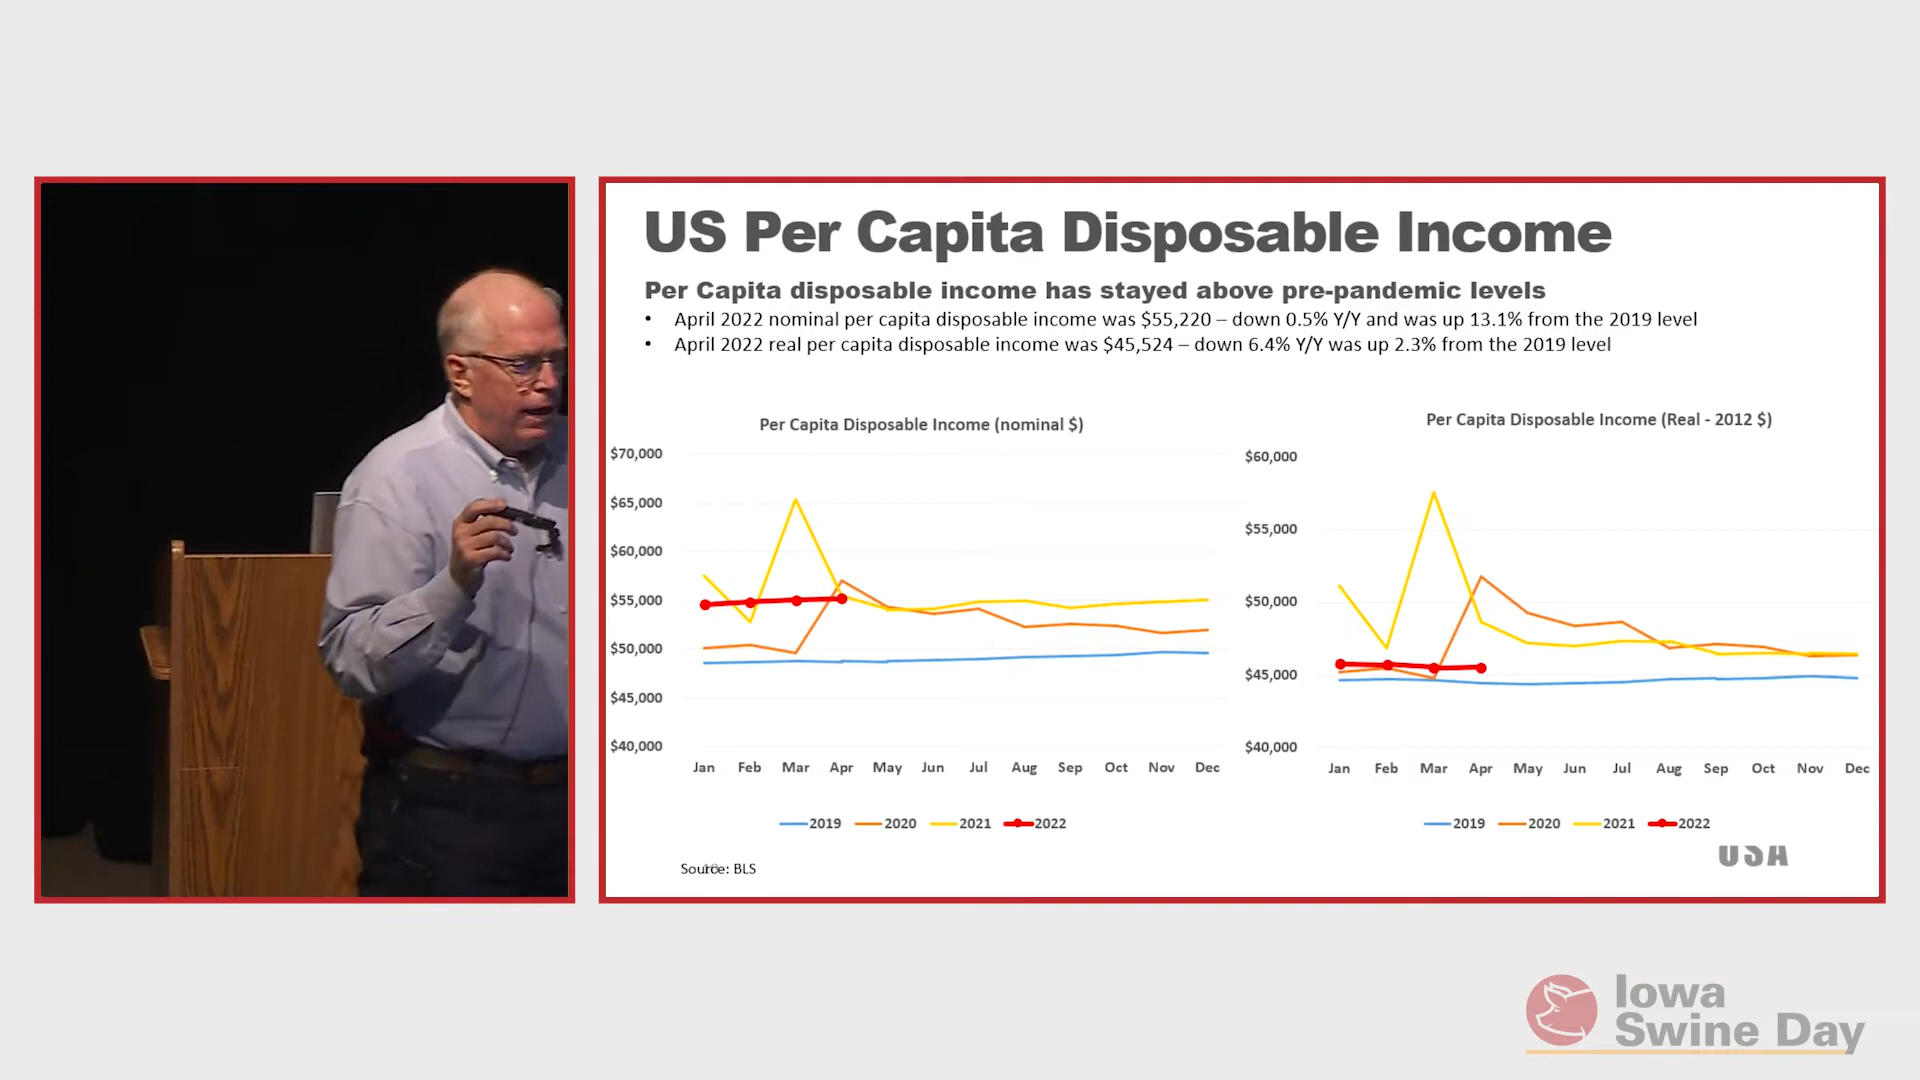 US Per Capita Disposable Income
Per Capita disposable income has stayed above pre-pandemic levels
• April 2022 nominal per capita disposable income was $55,220 – down 0.5% Y/Y and was up 13.1% from the 2019 level
• April 2022 real per capita disposable income was $45,524 – down 6.4% Y/Y was up 2.3% from the 2019 level
Per Capita Disposable Income (nominal $)
$70,000
$65,000
$60,000
$55,000
$50,000
$45,000
$40,000
Jan Feb Mar Apr May Jun Jul Aug Sep Oct Nov Dec
2019 2020 2021 2022
Per Capita Disposable Income (Real - 2012 $)
$60,000
$55,000
$50,000
$45,000
$40,000
Jan Feb Mar Apr May Jun Jul Aug Sep Oct Nov Dec
2019 2020 2021 2022
Source: BLS
USA
Iowa
Swine Day